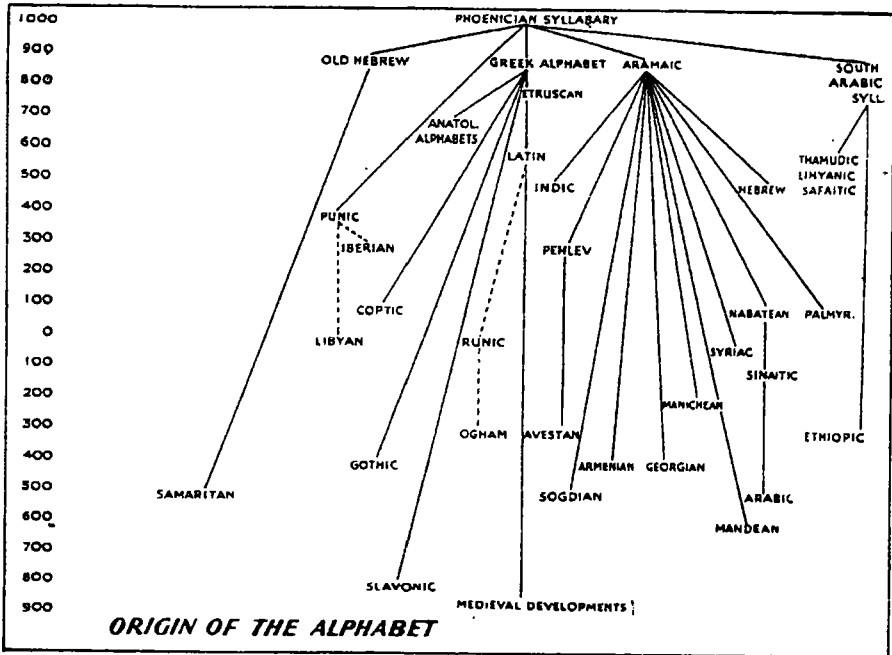 1000
PHOENICIAN SYLLABARY
900
OLD HEBREW
GREEK ALPHABET
ARAMAIC
SOUTH
ARABIC
SYLL.
800
ETRUSCAN
700
ANATOL.
ALPHABETS
600
LATIN
THAMUDIC
LIHYANIC
SAFAITIC
500
INDIC
HEBREW
400
PUNIC
300
IBERIAN
PEHLEV
200
100
COPTIC
NABATEAN
PALMYR.
0
LIBYAN
RUNIC
SYRIAC
100
SINAITIC
200
MANICHEAN
300
OGHAM
AVESTAN
ETHIOPIC
400
GOTHIC
ARMENIAN
GEORGIAN
500
SAMARITAN
SOGDIAN
ARABIC
600
MANDEAN
700
800
SLAVONIC
900
MEDIEVAL DEVELOPMENTS
ORIGIN OF THE ALPHABET